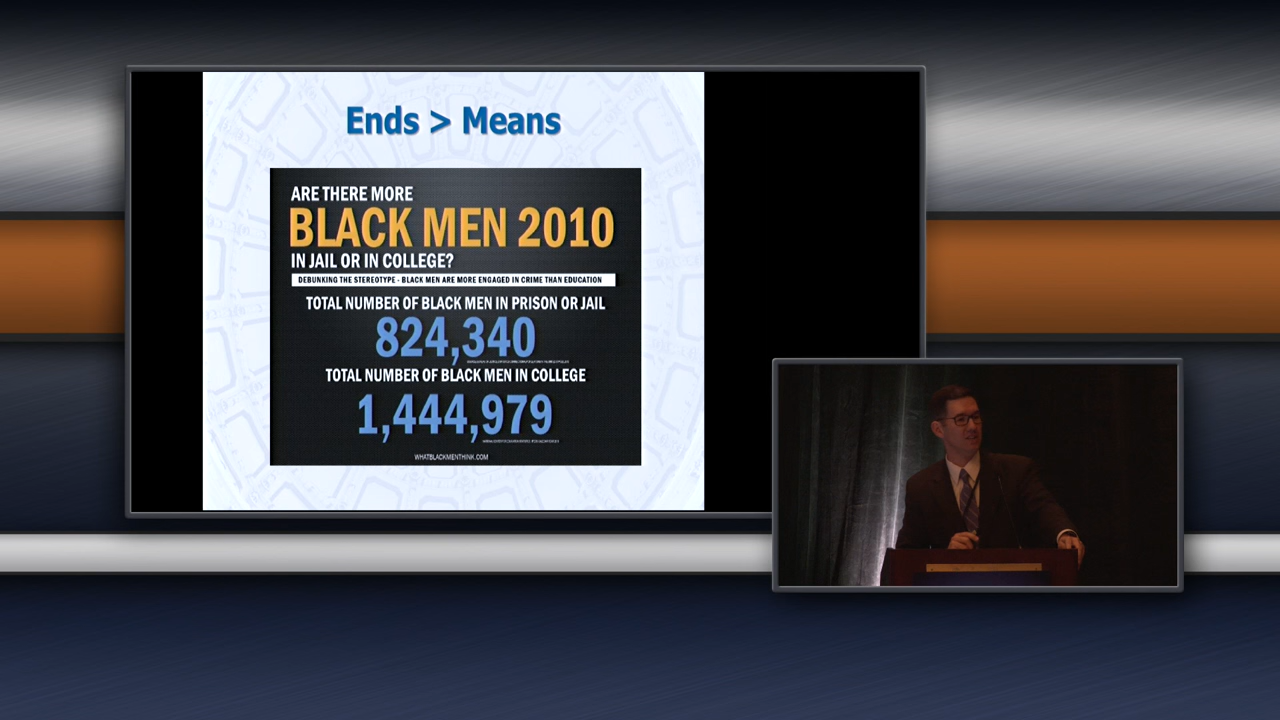 Ends > Means
ARE THERE MORE
BLACK MEN 2010
IN JAIL OR IN COLLEGE?
DEBUNKING THE STEREOTYPE - BLACK MEN ARE MORE ENGAGED IN CRIME THAN EDUCATION
TOTAL NUMBER OF BLACK MEN IN PRISON OR JAIL
824,340
TOTAL NUMBER OF BLACK MEN IN COLLEGE
1,444,979
WHATBLACKMENTHINK.COM